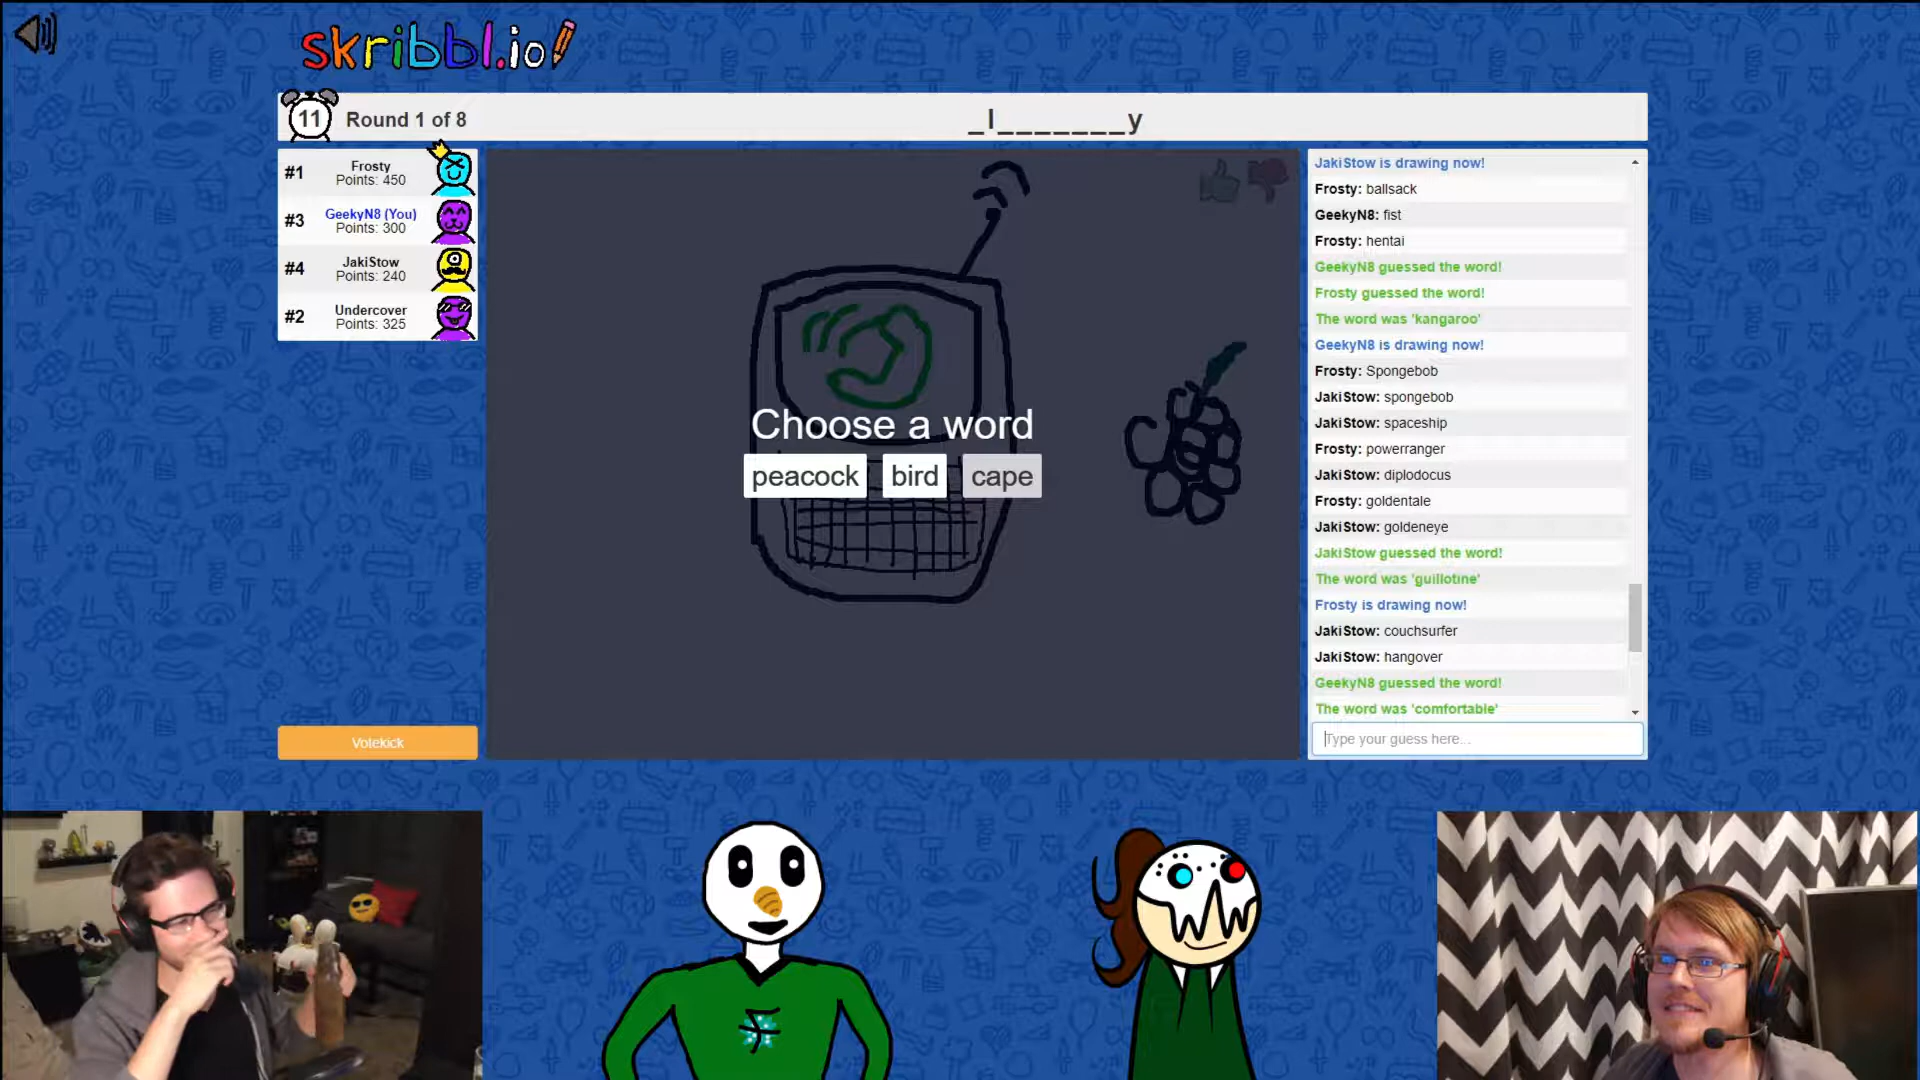 skribbl.io
11
Round 1 of 8
_l_______y
#1
Frosty
Points: 450
#3
GeekyN8 (You)
Points: 300
#4
JakiStow
Points: 240
#2
Undercover
Points: 325
Votekick
Choose a word
peacock
bird
cape
JakiStow is drawing now!
Frosty: ballsack
GeekyN8: fist
Frosty: hentai
GeekyN8 guessed the word!
Frosty guessed the word!
The word was 'kangaroo'
GeekyN8 is drawing now!
Frosty: Spongebob
JakiStow: spongebob
JakiStow: spaceship
Frosty: powerranger
JakiStow: diplodocus
Frosty: goldentale
JakiStow: goldeneye
JakiStow guessed the word!
The word was 'guillotine'
Frosty is drawing now!
JakiStow: couchsurfer
JakiStow: hangover
GeekyN8 guessed the word!
The word was 'comfortable'
Type your guess here...